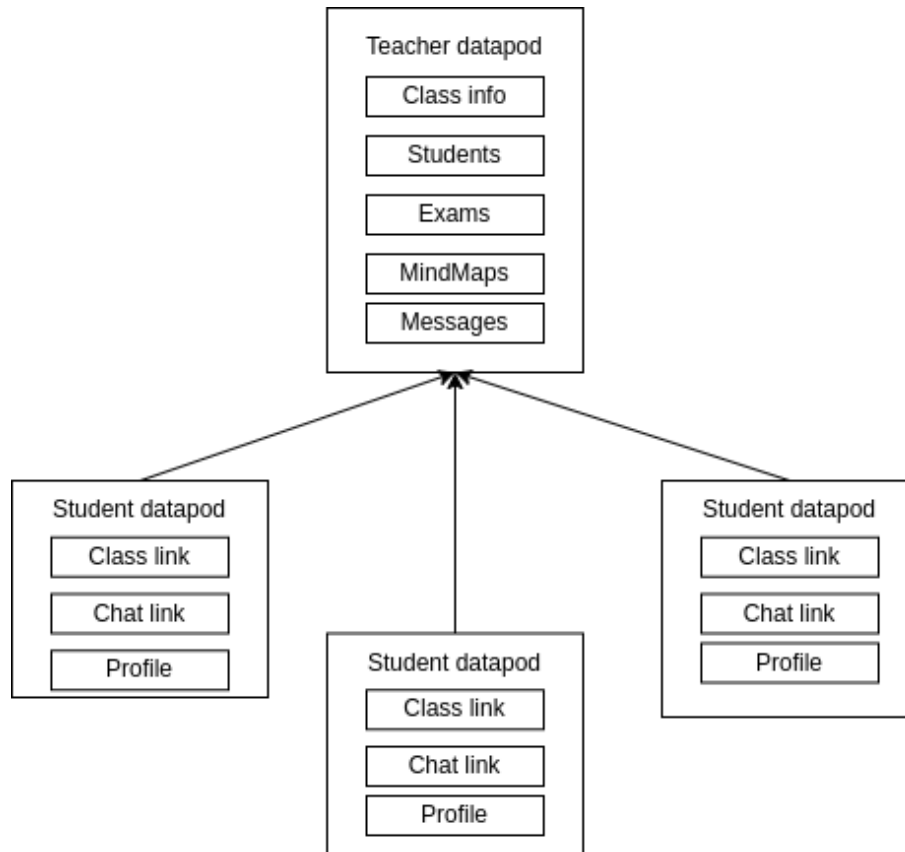 Teacher datapod
Class info
Students
Exams
MindMaps
Messages
Student datapod
Class link
Chat link
Profile
Student datapod
Class link
Chat link
Profile
Student datapod
Class link
Chat link
Profile